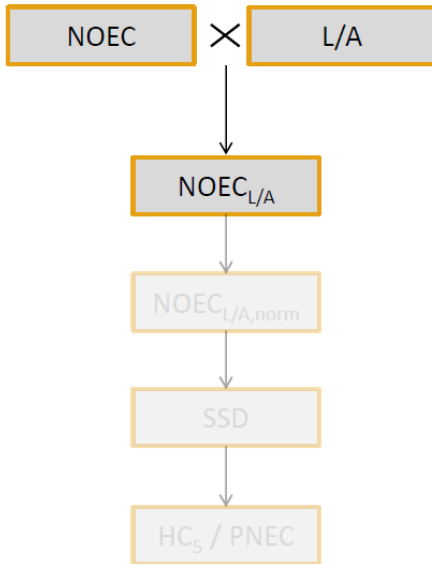 NOEC × L/A
NOEC_L/A
NOEC_L/A,norm
SSD
HC_5 / PNEC